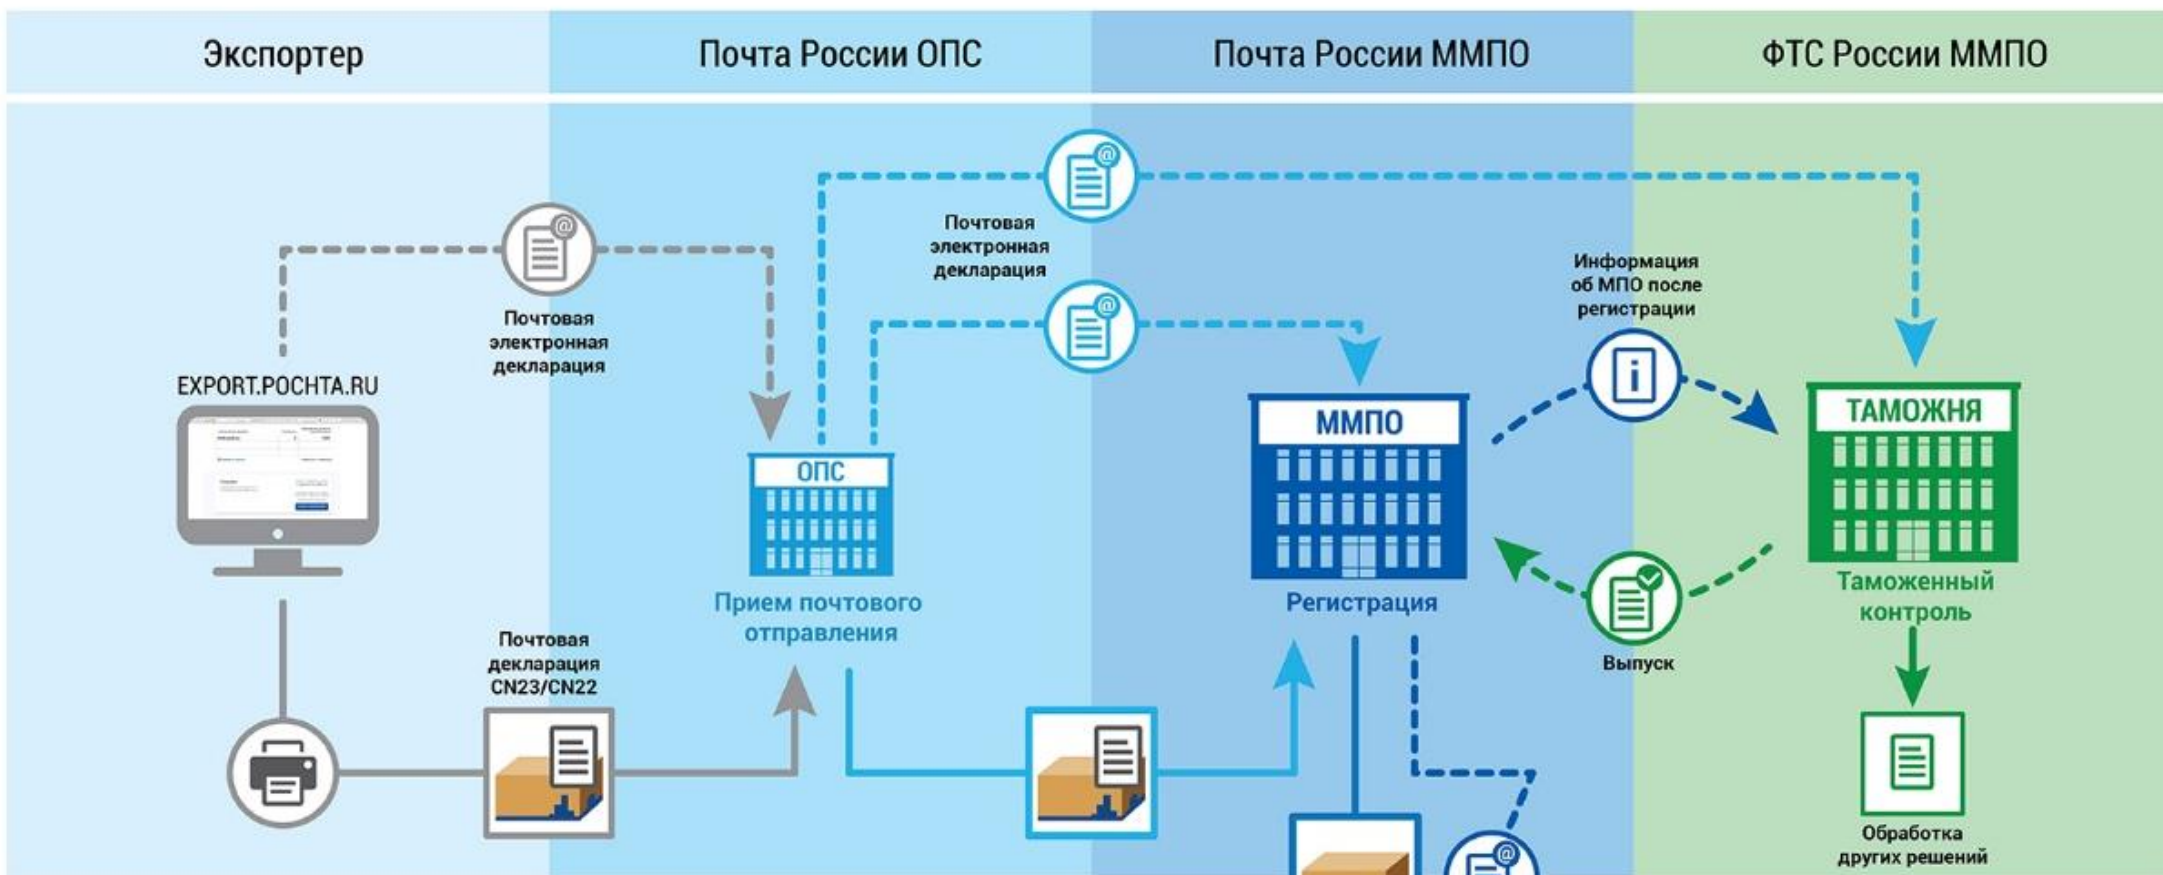 Экспортер
Почта России ОПС
Почта России ММПО
ФТС России ММПО
Почтовая
электронная
декларация
Информация
об МПО после
регистрации
Почтовая
электронная
декларация
EXPORT.POCHTA.RU
ОПС
ММПО
ТАМОЖНЯ
Прием почтового
отправления
Регистрация
Таможенный
контроль
Почтовая
декларация
CN23/CN22
Выпуск
Обработка
других решений